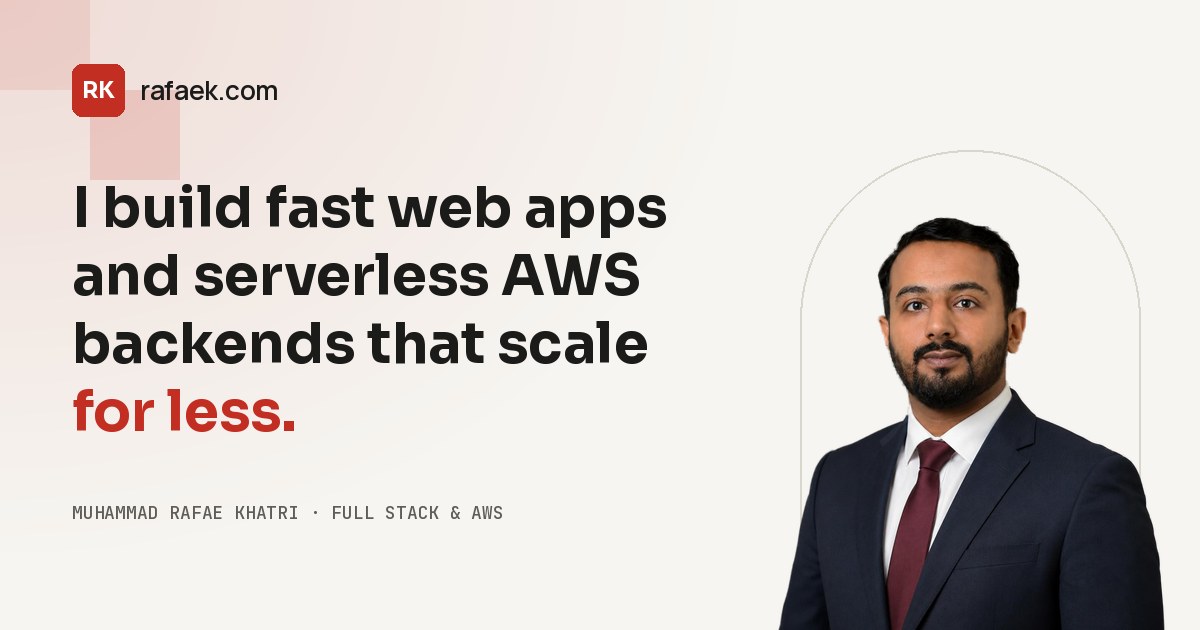 RK rafaek.com
I build fast web apps
and serverless AWS
backends that scale
for less.
MUHAMMAD RAFAE KHATRI · FULL STACK & AWS